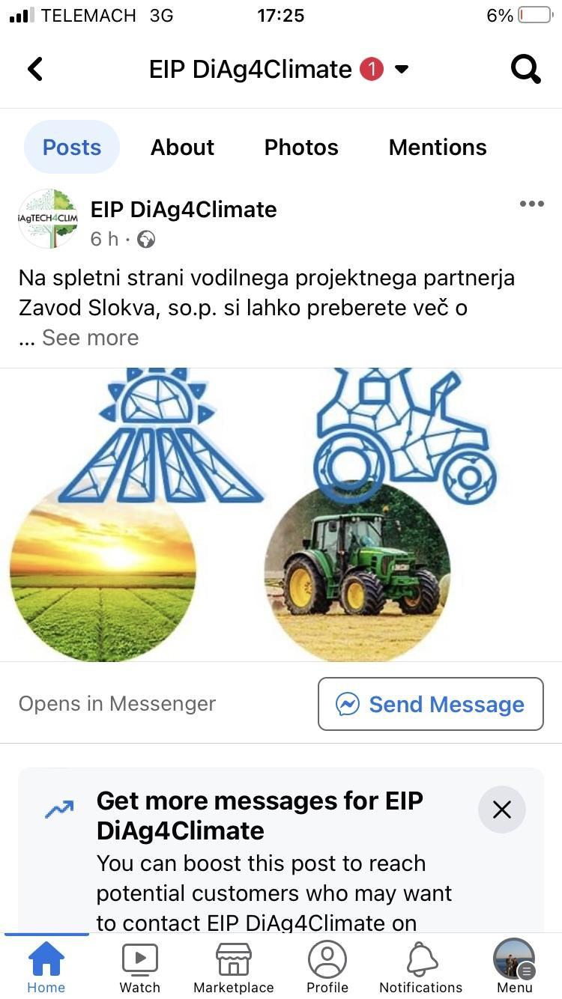 TELEMACH 3G 17:25 6%
EIP DiAg4Climate 1
Posts About Photos Mentions
iAgTECH4CLIM
EIP DiAg4Climate
6 h ·
Na spletni strani vodilnega projektnega partnerja
Zavod Slokva, so.p. si lahko preberete več o
... See more
Opens in Messenger
Send Message
Get more messages for EIP
DiAg4Climate
You can boost this post to reach
potential customers who may want
to contact EIP DiAg4Climate on
Home Watch Marketplace Profile Notifications Menu